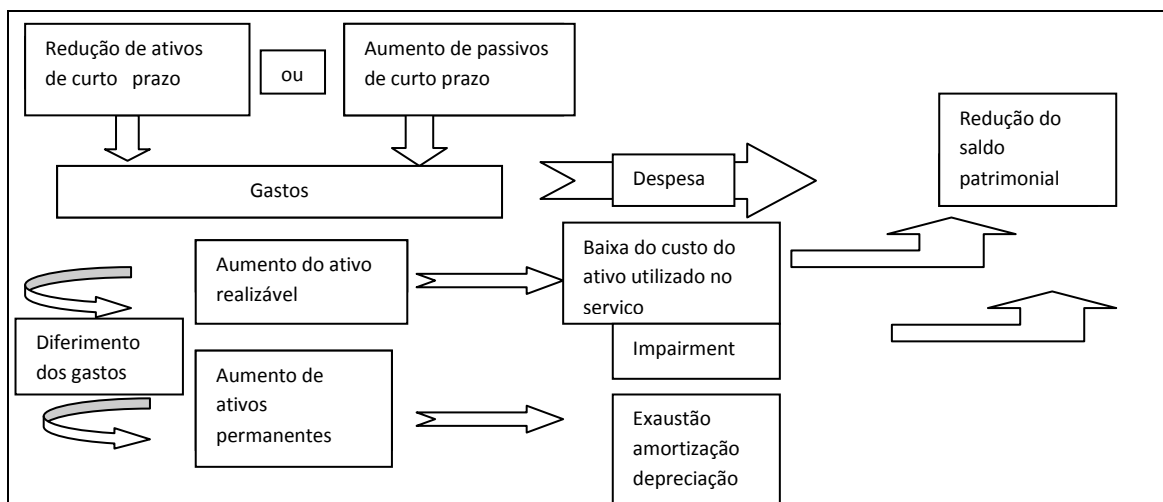 Redução de ativos
de curto prazo
ou
Aumento de passivos
de curto prazo
Gastos
Despesa
Redução do
saldo
patrimonial
Aumento do ativo
realizável
Baixa do custo do
ativo utilizado no
servico
Diferimento
dos gastos
Impairment
Aumento de
ativos
permanentes
Exaustão
amortização
depreciação